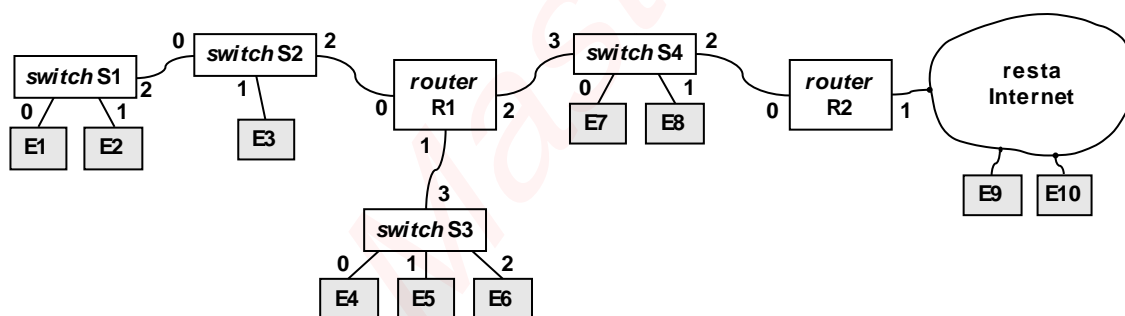 switch S1
2
0
1
E1
E2
0
switch S2
2
1
E3
0
router
R1
2
1
3
switch S3
0
1
2
E4
E5
E6
3
switch S4
2
0
1
E7
E8
0
router
R2
1
resta
Internet
E9
E10